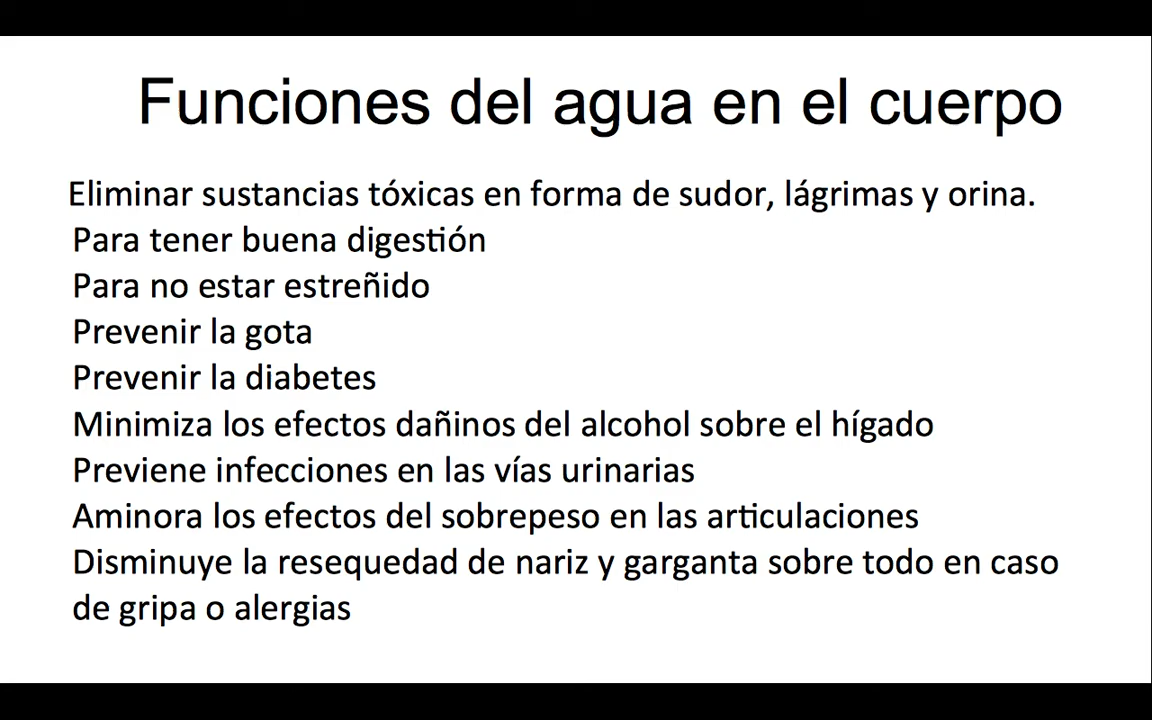 Funciones del agua en el cuerpo
Eliminar sustancias tóxicas en forma de sudor, lágrimas y orina.
Para tener buena digestión
Para no estar estreñido
Prevenir la gota
Prevenir la diabetes
Minimiza los efectos dañinos del alcohol sobre el hígado
Previene infecciones en las vías urinarias
Aminora los efectos del sobrepeso en las articulaciones
Disminuye la resequedad de nariz y garganta sobre todo en caso
de gripa o alergias